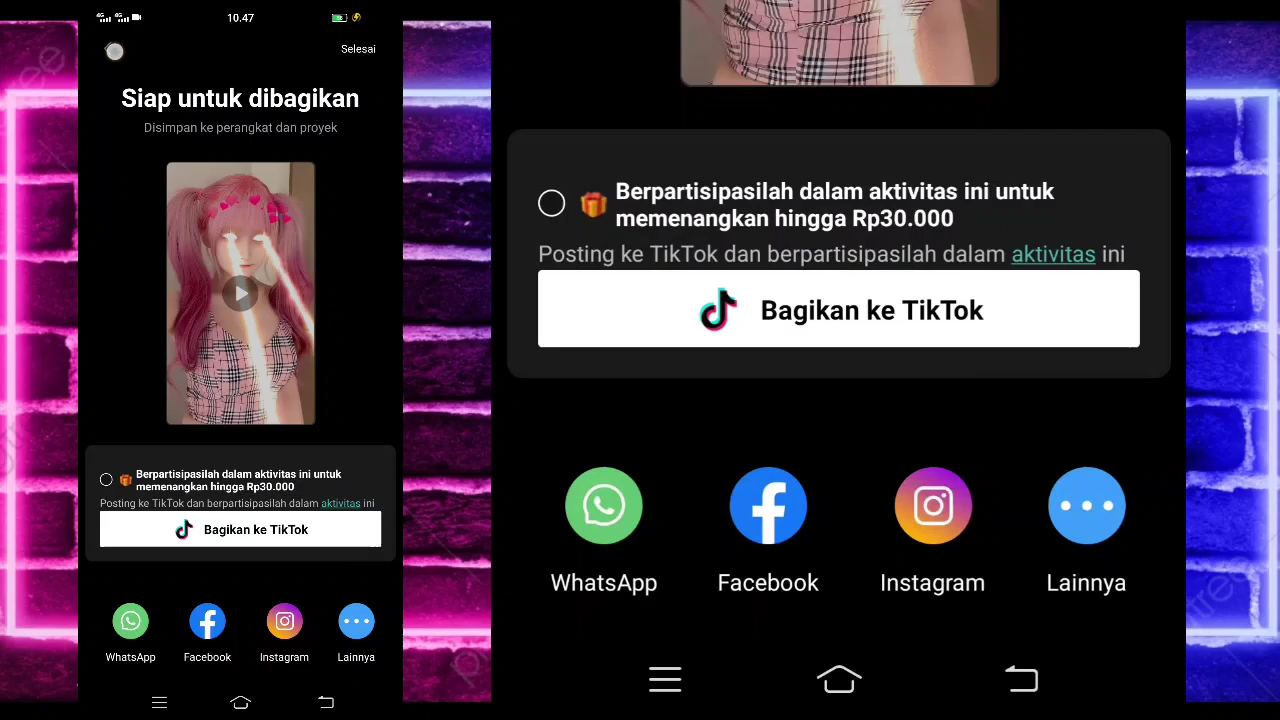 10.47
Selesai
Siap untuk dibagikan
Disimpan ke perangkat dan proyek
Berpartisipasilah dalam aktivitas ini untuk
memenangkan hingga Rp30.000
Posting ke TikTok dan berpartisipasilah dalam aktivitas ini
Bagikan ke TikTok
WhatsApp
Facebook
Instagram
Lainnya
Berpartisipasilah dalam aktivitas ini untuk
memenangkan hingga Rp30.000
Posting ke TikTok dan berpartisipasilah dalam aktivitas ini
Bagikan ke TikTok
WhatsApp
Facebook
Instagram
Lainnya